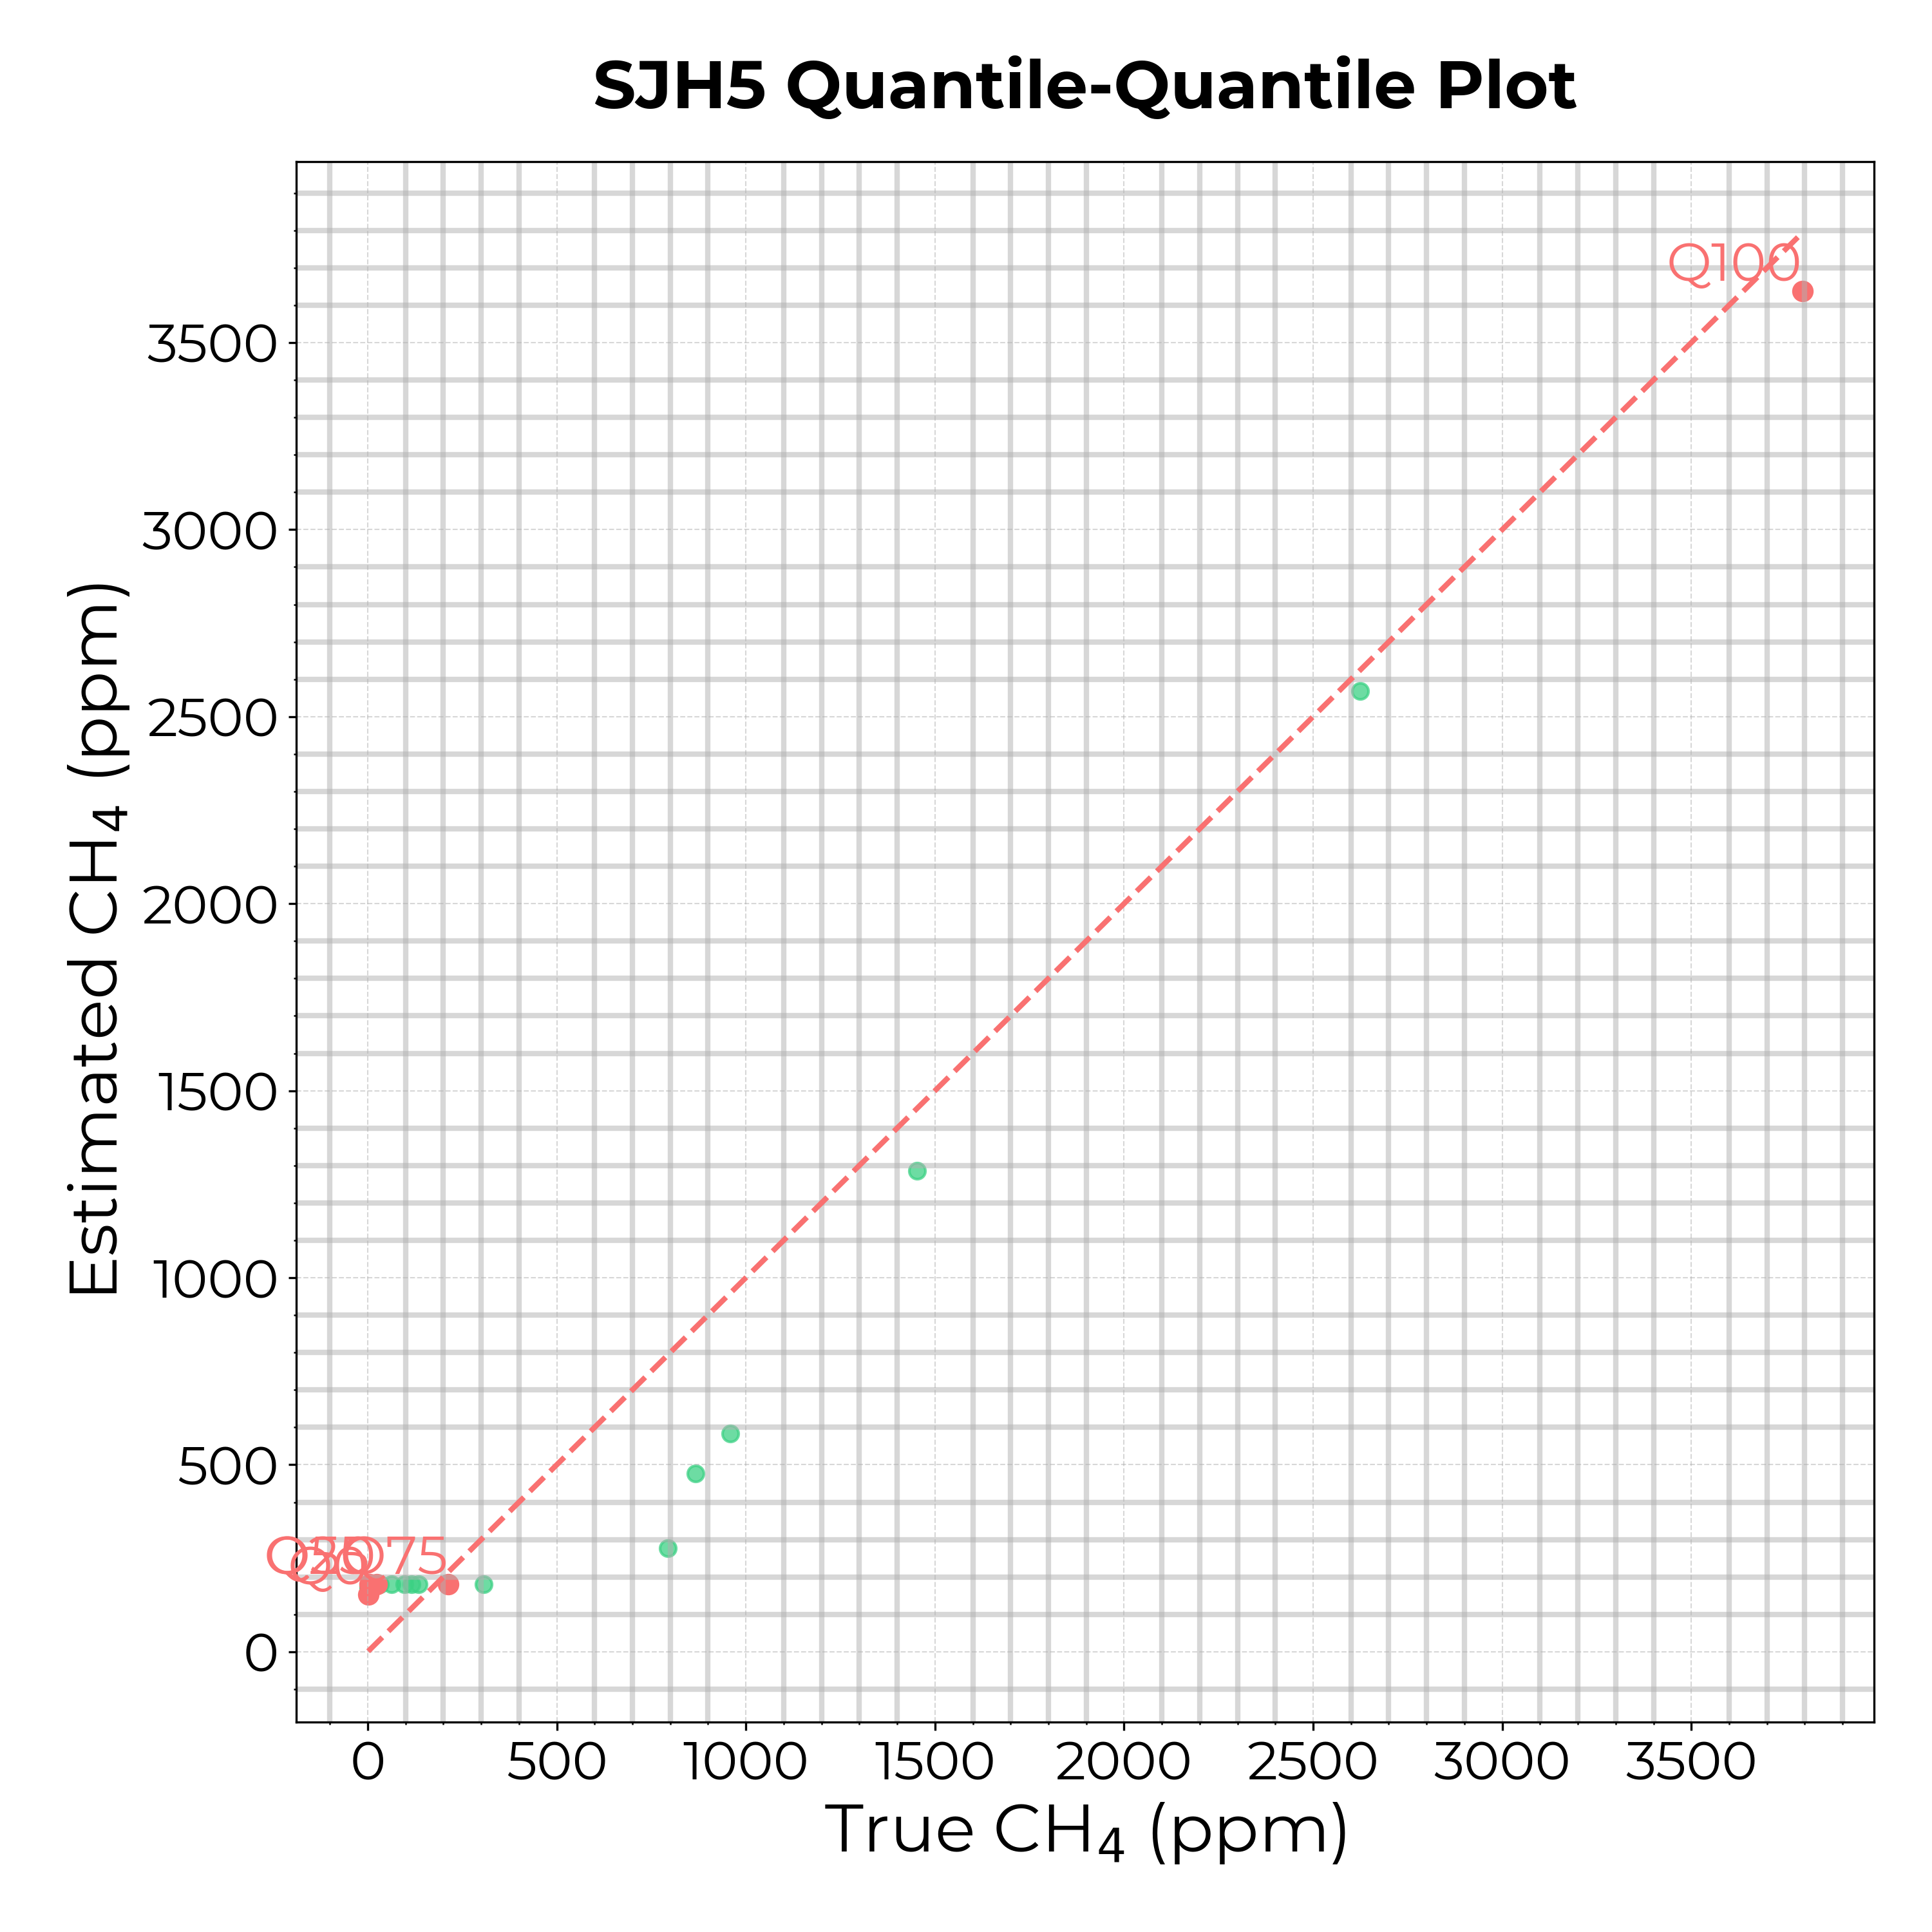 SJH5 Quantile-Quantile Plot
Estimated CH₄ (ppm)
3500
3000
2500
2000
1500
1000
500
0
Q100
Q75
0 500 1000 1500 2000 2500 3000 3500
True CH₄ (ppm)